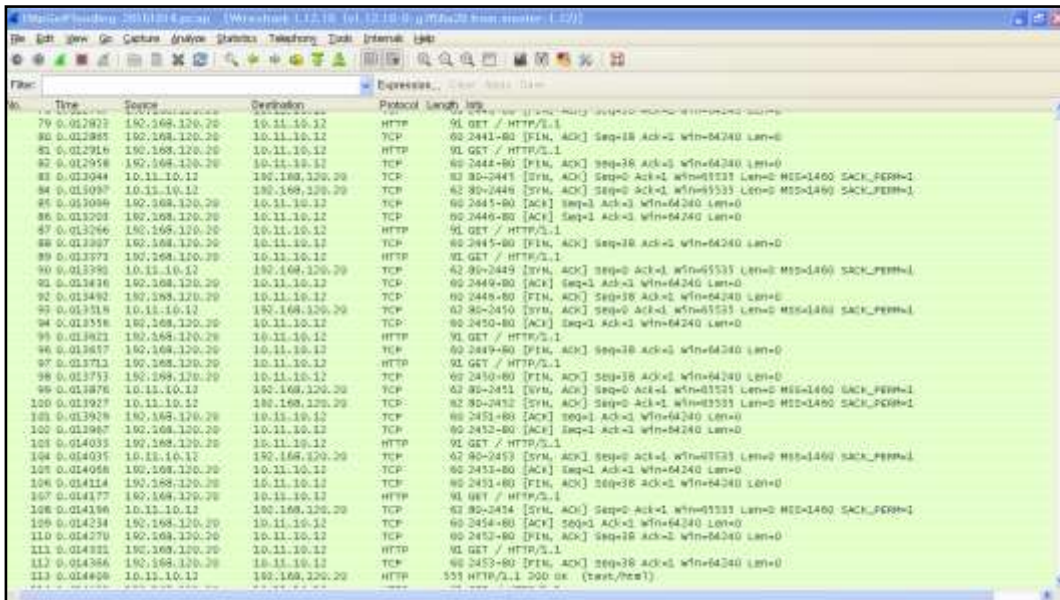 File Edit View Go Capture Analyze Statistics Telephony Tools Internals Help
Filter: Expression... Clear Apply Save
No. Time Source Destination Protocol Length Info
79 0.012823 192.168.120.20 10.11.10.12 HTTP 91 GET / HTTP/1.1
80 0.012865 192.168.120.20 10.11.10.12 TCP 60 2441→80 [FIN, ACK] Seq=38 Ack=1 Win=64240 Len=0
81 0.012916 192.168.120.20 10.11.10.12 HTTP 91 GET / HTTP/1.1
82 0.012958 192.168.120.20 10.11.10.12 TCP 60 2444→80 [FIN, ACK] Seq=38 Ack=1 Win=64240 Len=0
83 0.013044 10.11.10.12 192.168.120.20 TCP 62 80→2445 [SYN, ACK] Seq=0 Ack=1 Win=65535 Len=0 MSS=1460 SACK_PERM=1
84 0.013097 10.11.10.12 192.168.120.20 TCP 62 80→2446 [SYN, ACK] Seq=0 Ack=1 Win=65535 Len=0 MSS=1460 SACK_PERM=1
85 0.013099 192.168.120.20 10.11.10.12 TCP 60 2445→80 [ACK] Seq=1 Ack=1 Win=64240 Len=0
86 0.013203 192.168.120.20 10.11.10.12 TCP 60 2446→80 [ACK] Seq=1 Ack=1 Win=64240 Len=0
87 0.013266 192.168.120.20 10.11.10.12 HTTP 91 GET / HTTP/1.1
88 0.013307 192.168.120.20 10.11.10.12 TCP 60 2445→80 [FIN, ACK] Seq=38 Ack=1 Win=64240 Len=0
89 0.013371 192.168.120.20 10.11.10.12 HTTP 91 GET / HTTP/1.1
90 0.013391 10.11.10.12 192.168.120.20 TCP 62 80→2449 [SYN, ACK] Seq=0 Ack=1 Win=65535 Len=0 MSS=1460 SACK_PERM=1
91 0.013436 192.168.120.20 10.11.10.12 TCP 60 2449→80 [ACK] Seq=1 Ack=1 Win=64240 Len=0
92 0.013492 192.168.120.20 10.11.10.12 TCP 60 2446→80 [FIN, ACK] Seq=38 Ack=1 Win=64240 Len=0
93 0.013518 10.11.10.12 192.168.120.20 TCP 62 80→2450 [SYN, ACK] Seq=0 Ack=1 Win=65535 Len=0 MSS=1460 SACK_PERM=1
94 0.013556 192.168.120.20 10.11.10.12 TCP 60 2450→80 [ACK] Seq=1 Ack=1 Win=64240 Len=0
95 0.013621 192.168.120.20 10.11.10.12 HTTP 91 GET / HTTP/1.1
96 0.013657 192.168.120.20 10.11.10.12 TCP 60 2449→80 [FIN, ACK] Seq=38 Ack=1 Win=64240 Len=0
97 0.013711 192.168.120.20 10.11.10.12 HTTP 91 GET / HTTP/1.1
98 0.013753 192.168.120.20 10.11.10.12 TCP 60 2450→80 [FIN, ACK] Seq=38 Ack=1 Win=64240 Len=0
99 0.013876 10.11.10.12 192.168.120.20 TCP 62 80→2451 [SYN, ACK] Seq=0 Ack=1 Win=65535 Len=0 MSS=1460 SACK_PERM=1
100 0.013927 10.11.10.12 192.168.120.20 TCP 62 80→2452 [SYN, ACK] Seq=0 Ack=1 Win=65535 Len=0 MSS=1460 SACK_PERM=1
101 0.013929 192.168.120.20 10.11.10.12 TCP 60 2451→80 [ACK] Seq=1 Ack=1 Win=64240 Len=0
102 0.013967 192.168.120.20 10.11.10.12 TCP 60 2452→80 [ACK] Seq=1 Ack=1 Win=64240 Len=0
103 0.014033 192.168.120.20 10.11.10.12 HTTP 91 GET / HTTP/1.1
104 0.014035 10.11.10.12 192.168.120.20 TCP 62 80→2453 [SYN, ACK] Seq=0 Ack=1 Win=65535 Len=0 MSS=1460 SACK_PERM=1
105 0.014068 192.168.120.20 10.11.10.12 TCP 60 2453→80 [ACK] Seq=1 Ack=1 Win=64240 Len=0
106 0.014114 192.168.120.20 10.11.10.12 TCP 60 2451→80 [FIN, ACK] Seq=38 Ack=1 Win=64240 Len=0
107 0.014177 192.168.120.20 10.11.10.12 HTTP 91 GET / HTTP/1.1
108 0.014196 10.11.10.12 192.168.120.20 TCP 62 80→2454 [SYN, ACK] Seq=0 Ack=1 Win=65535 Len=0 MSS=1460 SACK_PERM=1
109 0.014234 192.168.120.20 10.11.10.12 TCP 60 2454→80 [ACK] Seq=1 Ack=1 Win=64240 Len=0
110 0.014270 192.168.120.20 10.11.10.12 TCP 60 2452→80 [FIN, ACK] Seq=38 Ack=1 Win=64240 Len=0
111 0.014331 192.168.120.20 10.11.10.12 HTTP 91 GET / HTTP/1.1
112 0.014366 192.168.120.20 10.11.10.12 TCP 60 2453→80 [FIN, ACK] Seq=38 Ack=1 Win=64240 Len=0
113 0.014409 10.11.10.12 192.168.120.20 HTTP 555 HTTP/1.1 200 OK (text/html)